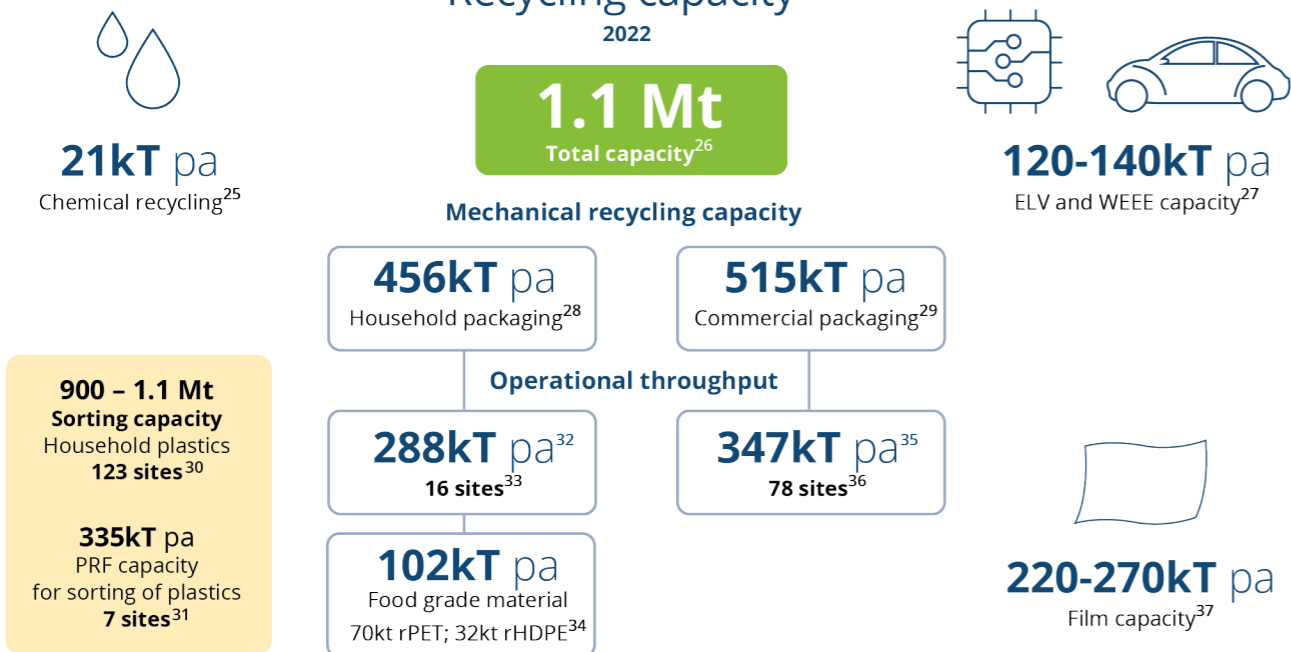 Recycling capacity
2022
1.1 Mt
Total capacity26
21kT pa
Chemical recycling25
120-140kT pa
ELV and WEEE capacity27
Mechanical recycling capacity
456kT pa
Household packaging28
515kT pa
Commercial packaging29
Operational throughput
288kT pa32
16 sites33
347kT pa35
78 sites36
102kT pa
Food grade material
70kt rPET; 32kt rHDPE34
900 – 1.1 Mt
Sorting capacity
Household plastics
123 sites30
335kT pa
PRF capacity
for sorting of plastics
7 sites31
220-270kT pa
Film capacity37